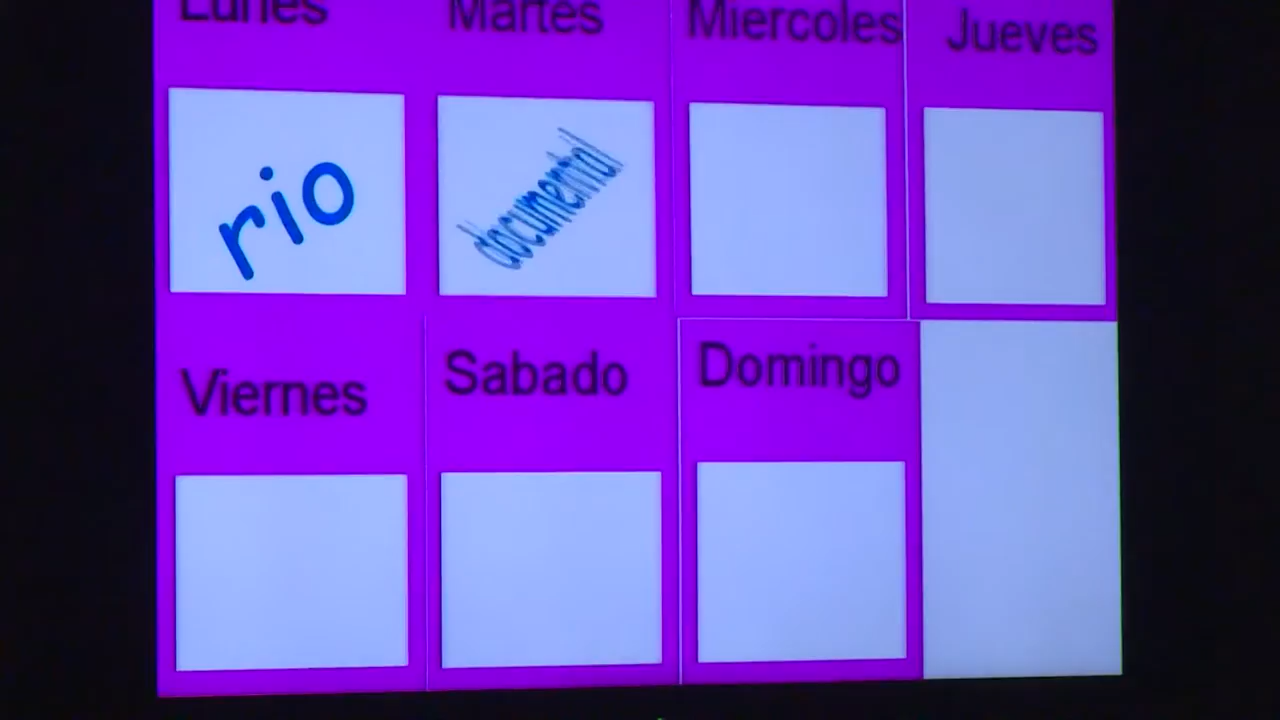 Lunes
Martes
Miercoles
Jueves
rio
documental
Viernes
Sabado
Domingo